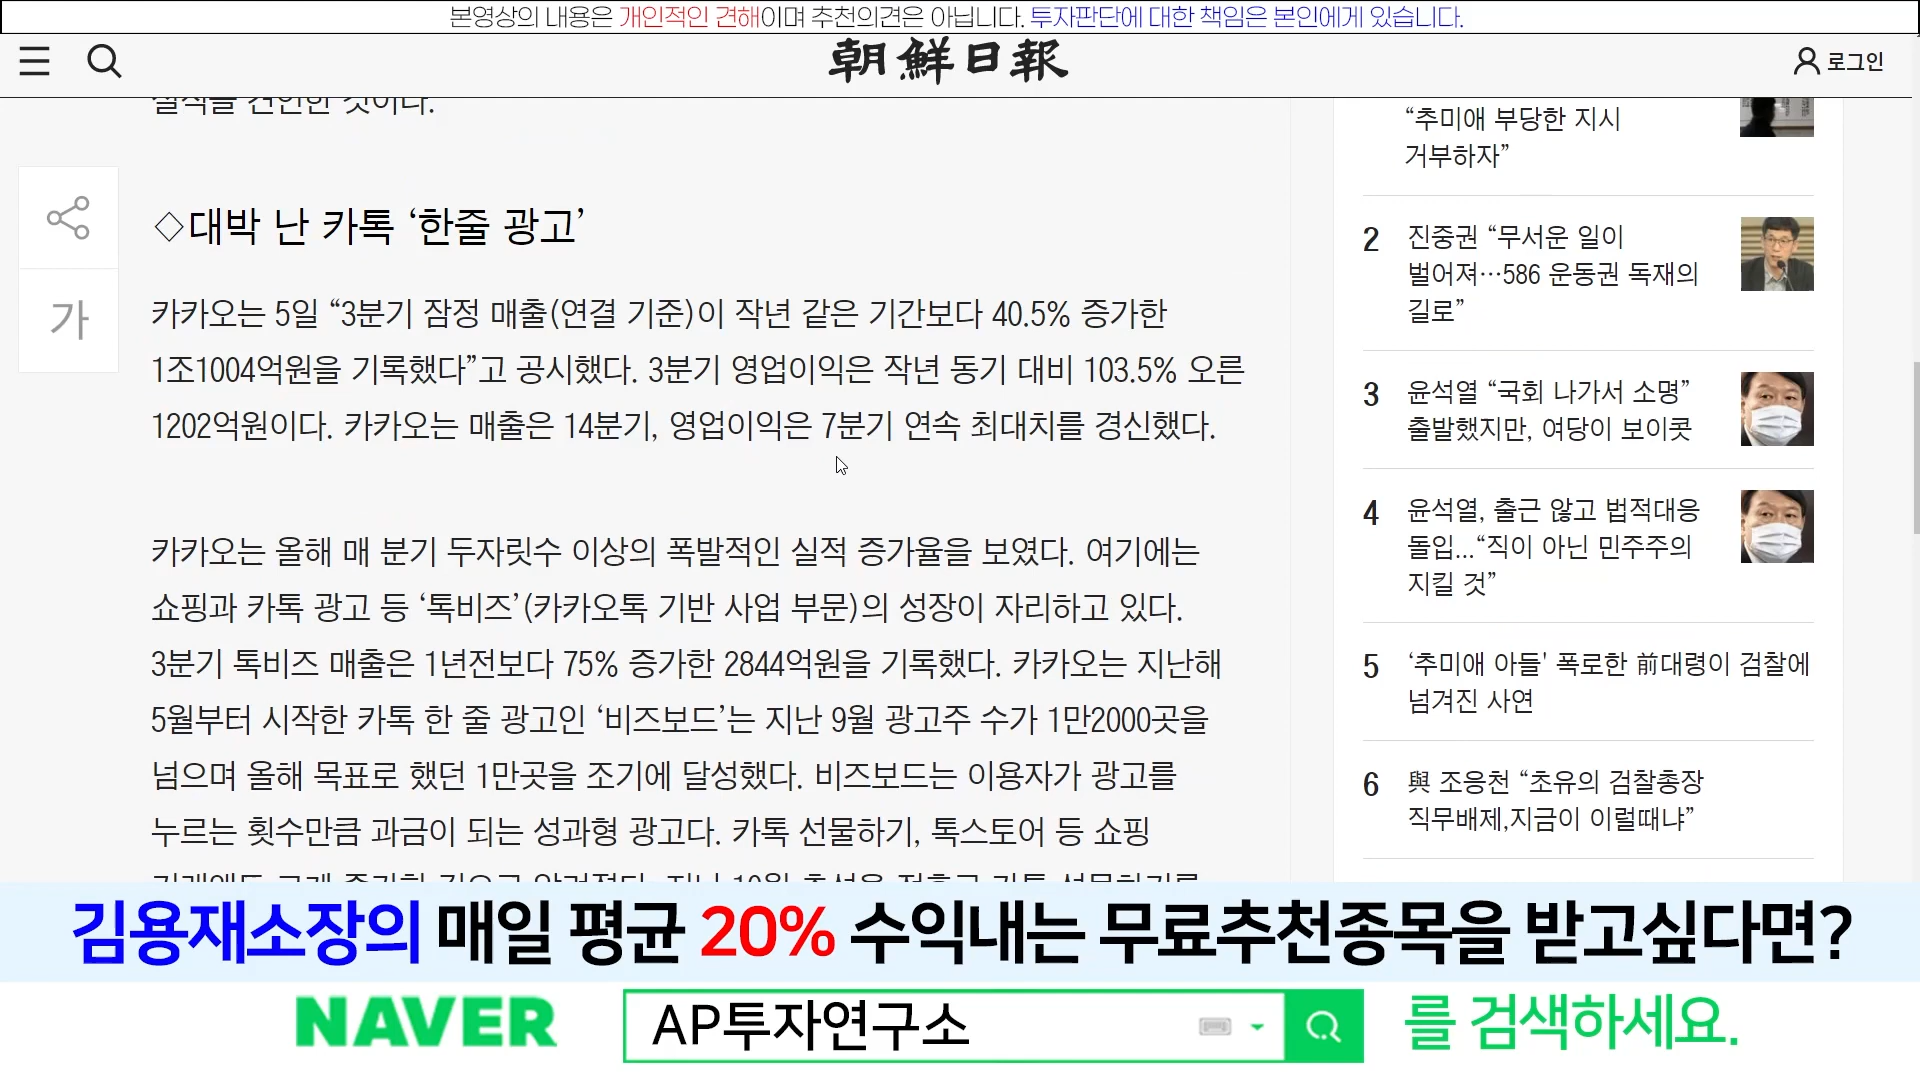 본영상의 내용은 개인적인 견해이며 추천의견은 아닙니다. 투자판단에 대한 책임은 본인에게 있습니다.
朝鮮日報
로그인
실적을 견인한 것이다.
가
◇대박 난 카톡 ‘한줄 광고’
카카오는 5일 “3분기 잠정 매출(연결 기준)이 작년 같은 기간보다 40.5% 증가한
1조1004억원을 기록했다”고 공시했다. 3분기 영업이익은 작년 동기 대비 103.5% 오른
1202억원이다. 카카오는 매출은 14분기, 영업이익은 7분기 연속 최대치를 경신했다.
카카오는 올해 매 분기 두자릿수 이상의 폭발적인 실적 증가율을 보였다. 여기에는
쇼핑과 카톡 광고 등 ‘톡비즈’(카카오톡 기반 사업 부문)의 성장이 자리하고 있다.
3분기 톡비즈 매출은 1년전보다 75% 증가한 2844억원을 기록했다. 카카오는 지난해
5월부터 시작한 카톡 한 줄 광고인 ‘비즈보드’는 지난 9월 광고주 수가 1만2000곳을
넘으며 올해 목표로 했던 1만곳을 조기에 달성했다. 비즈보드는 이용자가 광고를
누르는 횟수만큼 과금이 되는 성과형 광고다. 카톡 선물하기, 톡스토어 등 쇼핑
“추미애 부당한 지시
거부하자”
2 진중권 “무서운 일이
벌어져…586 운동권 독재의
길로”
3 윤석열 “국회 나가서 소명”
출발했지만, 여당이 보이콧
4 윤석열, 출근 않고 법적대응
돌입...“직이 아닌 민주주의
지킬 것”
5 ‘추미애 아들' 폭로한 前대령이 검찰에
넘겨진 사연
6 與 조응천 “초유의 검찰총장
직무배제,지금이 이럴때냐”
김용재소장의 매일 평균 20% 수익내는 무료추천종목을 받고싶다면?
NAVER AP투자연구소 를 검색하세요.